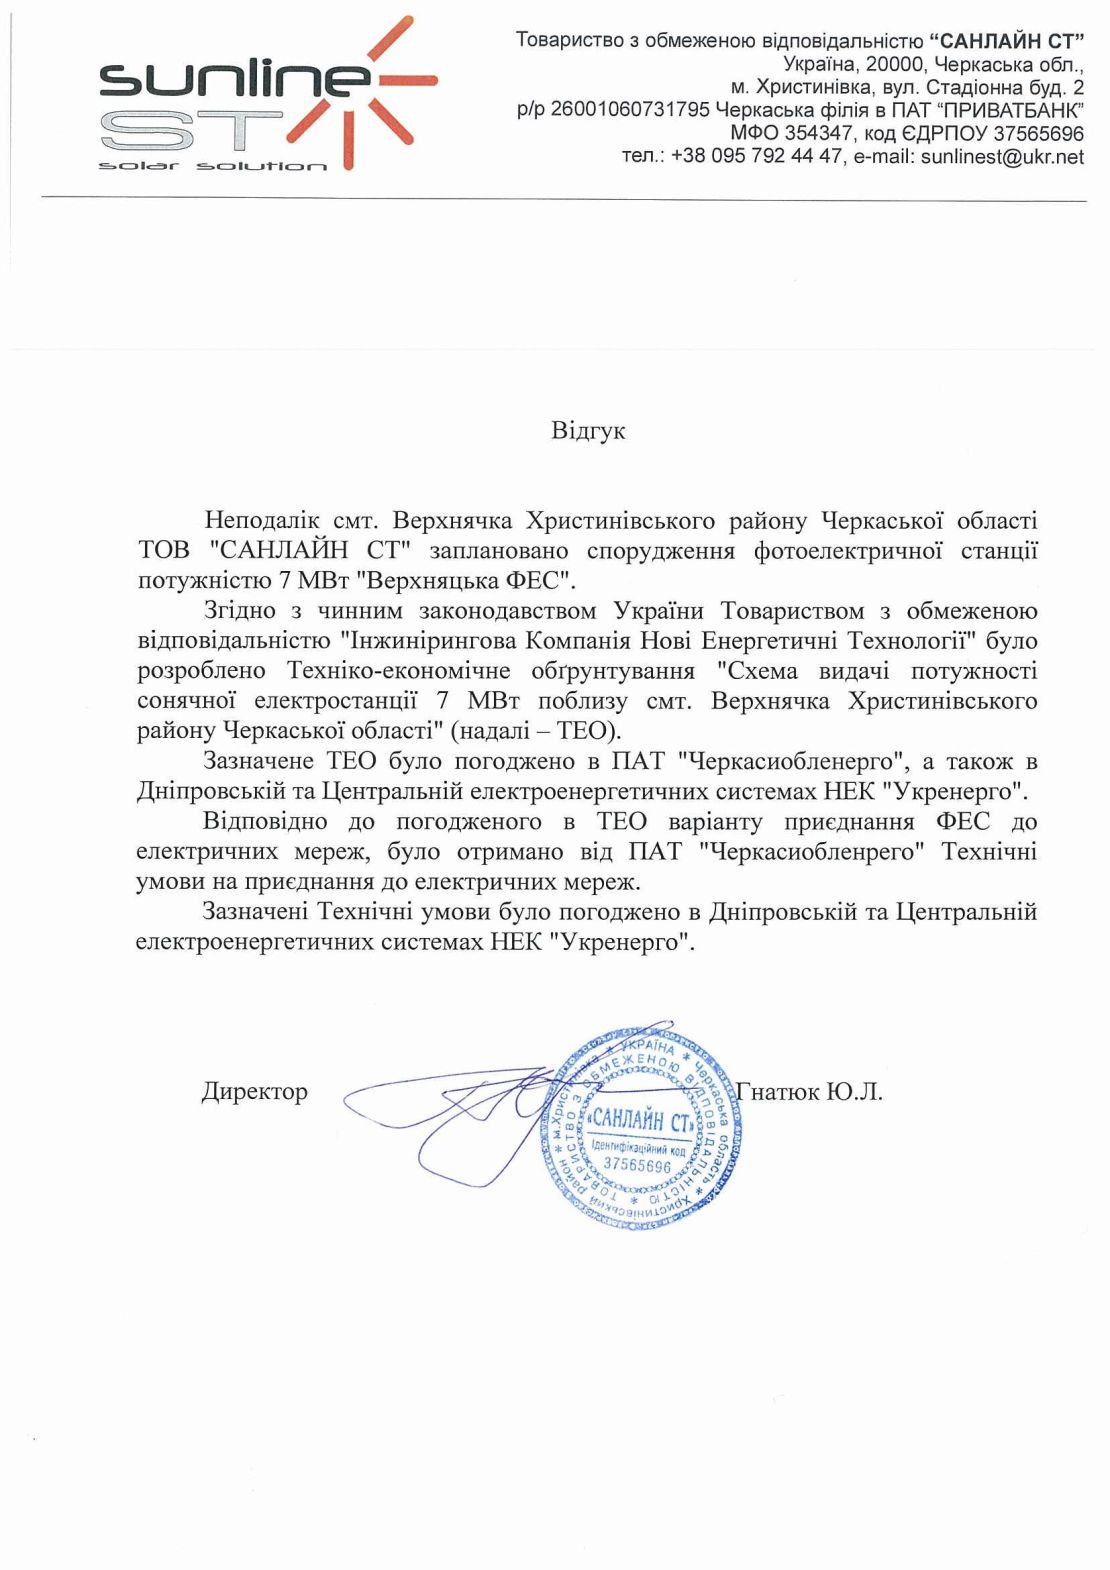 sunline
ST
solar solution
Товариство з обмеженою відповідальністю “САНЛАЙН СТ”
Україна, 20000, Черкаська обл.,
м. Христинівка, вул. Стадіонна буд. 2
р/р 26001060731795 Черкаська філія в ПАТ “ПРИВАТБАНК”
МФО 354347, код ЄДРПОУ 37565696
тел.: +38 095 792 44 47, e-mail: sunlinest@ukr.net
Відгук
Неподалік смт. Верхнячка Христинівського району Черкаської області
ТОВ "САНЛАЙН СТ" заплановано спорудження фотоелектричної станції
потужністю 7 МВт "Верхняцька ФЕС".
Згідно з чинним законодавством України Товариством з обмеженою
відповідальністю "Інжинірингова Компанія Нові Енергетичні Технології" було
розроблено Техніко-економічне обґрунтування "Схема видачі потужності
сонячної електростанції 7 МВт поблизу смт. Верхнячка Христинівського
району Черкаської області" (надалі – ТЕО).
Зазначене ТЕО було погоджено в ПАТ "Черкасиобленерго", а також в
Дніпровській та Центральній електроенергетичних системах НЕК "Укренерго".
Відповідно до погодженого в ТЕО варіанту приєднання ФЕС до
електричних мереж, було отримано від ПАТ "Черкасиобленрего" Технічні
умови на приєднання до електричних мереж.
Зазначені Технічні умови було погоджено в Дніпровській та Центральній
електроенергетичних системах НЕК "Укренерго".
Директор
Гнатюк Ю.Л.
УКРАЇНА * Черкаська область * Христинівський район * м.Христинівка *
ТОВАРИСТВО З ОБМЕЖЕНОЮ ВІДПОВІДАЛЬНІСТЮ *
«САНЛАЙН СТ»
Ідентифікаційний код
37565696